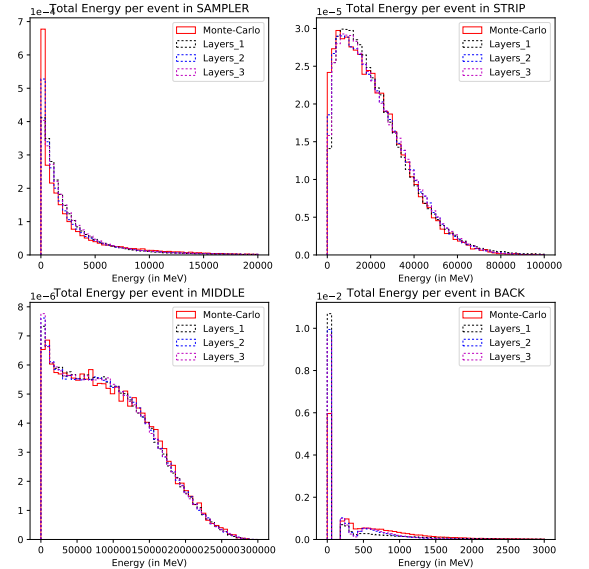 1e−4
Total Energy per event in SAMPLER
7
6
5
4
3
2
1
0
Monte-Carlo
Layers_1
Layers_2
Layers_3
0
5000
10000
15000
20000
Energy (in MeV)
1e−5
Total Energy per event in STRIP
3.0
2.5
2.0
1.5
1.0
0.5
0.0
Monte-Carlo
Layers_1
Layers_2
Layers_3
0
20000
40000
60000
80000
100000
Energy (in MeV)
1e−6
Total Energy per event in MIDDLE
8
7
6
5
4
3
2
1
0
Monte-Carlo
Layers_1
Layers_2
Layers_3
0
50000
100000
150000
200000
250000
300000
Energy (in MeV)
1e−2
Total Energy per event in BACK
1.0
0.8
0.6
0.4
0.2
0.0
Monte-Carlo
Layers_1
Layers_2
Layers_3
0
500
1000
1500
2000
2500
3000
Energy (in MeV)